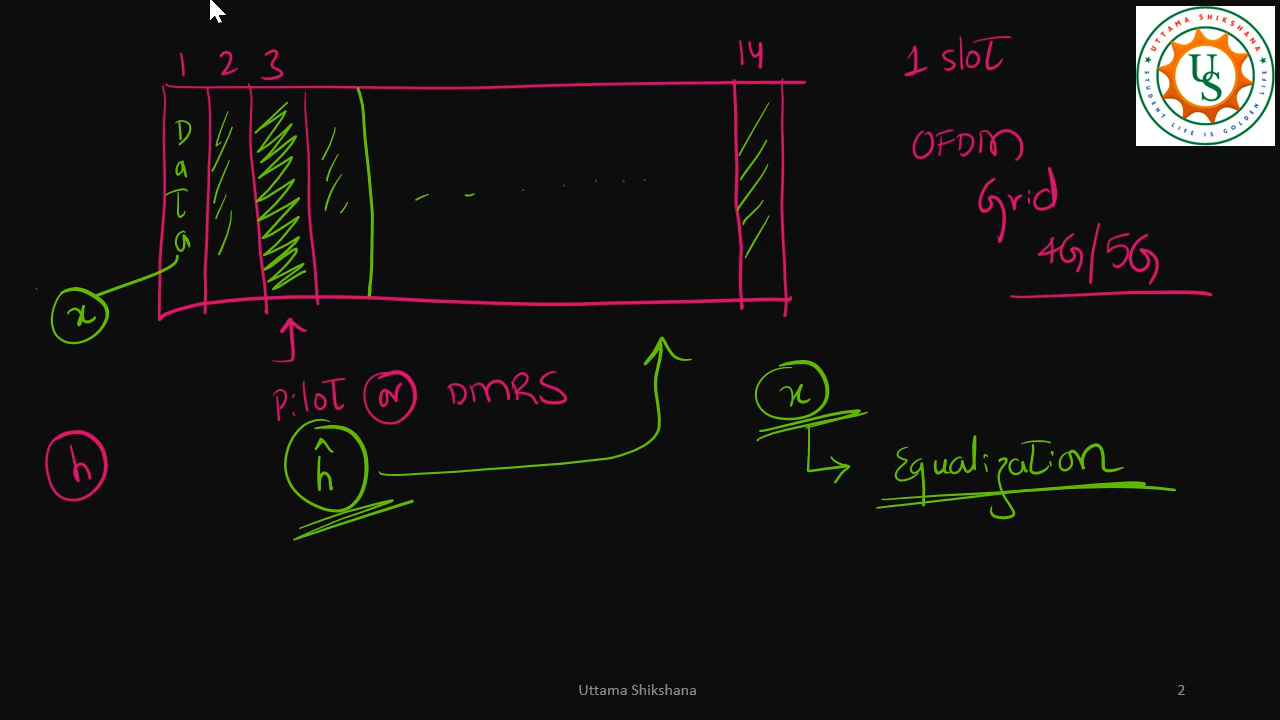 1 2 3 14
1 slot
OFDM
Grid
4G/5G
Data
x
Pilot or DMRS
h
ĥ
x
Equalization
UTTAMA SHIKSHANA
US
STUDENT LIFE IS GOLDEN LIFE
Uttama Shikshana
2